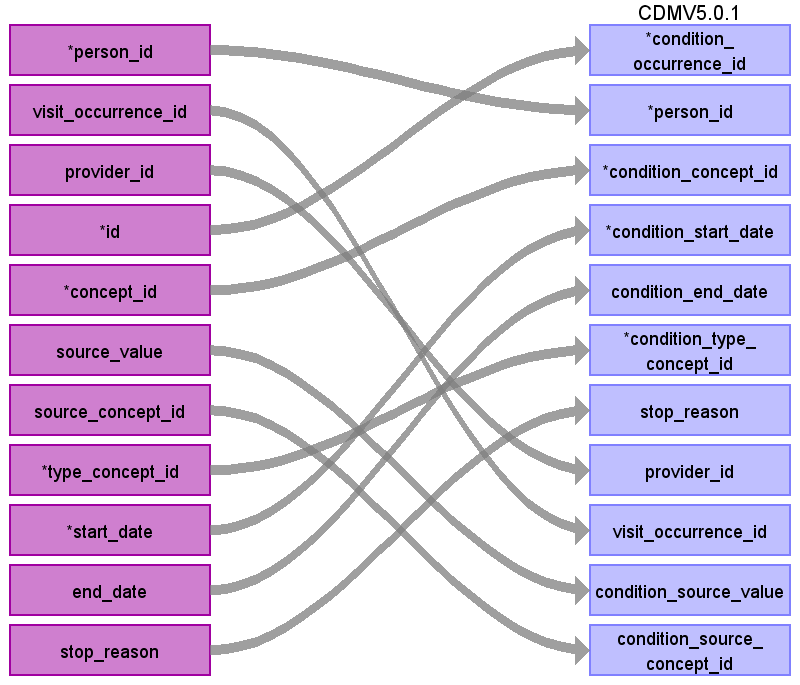 CDMV5.0.1
*person_id
visit_occurrence_id
provider_id
*id
*concept_id
source_value
source_concept_id
*type_concept_id
*start_date
end_date
stop_reason
*condition_
occurrence_id
*person_id
*condition_concept_id
*condition_start_date
condition_end_date
*condition_type_
concept_id
stop_reason
provider_id
visit_occurrence_id
condition_source_value
condition_source_
concept_id